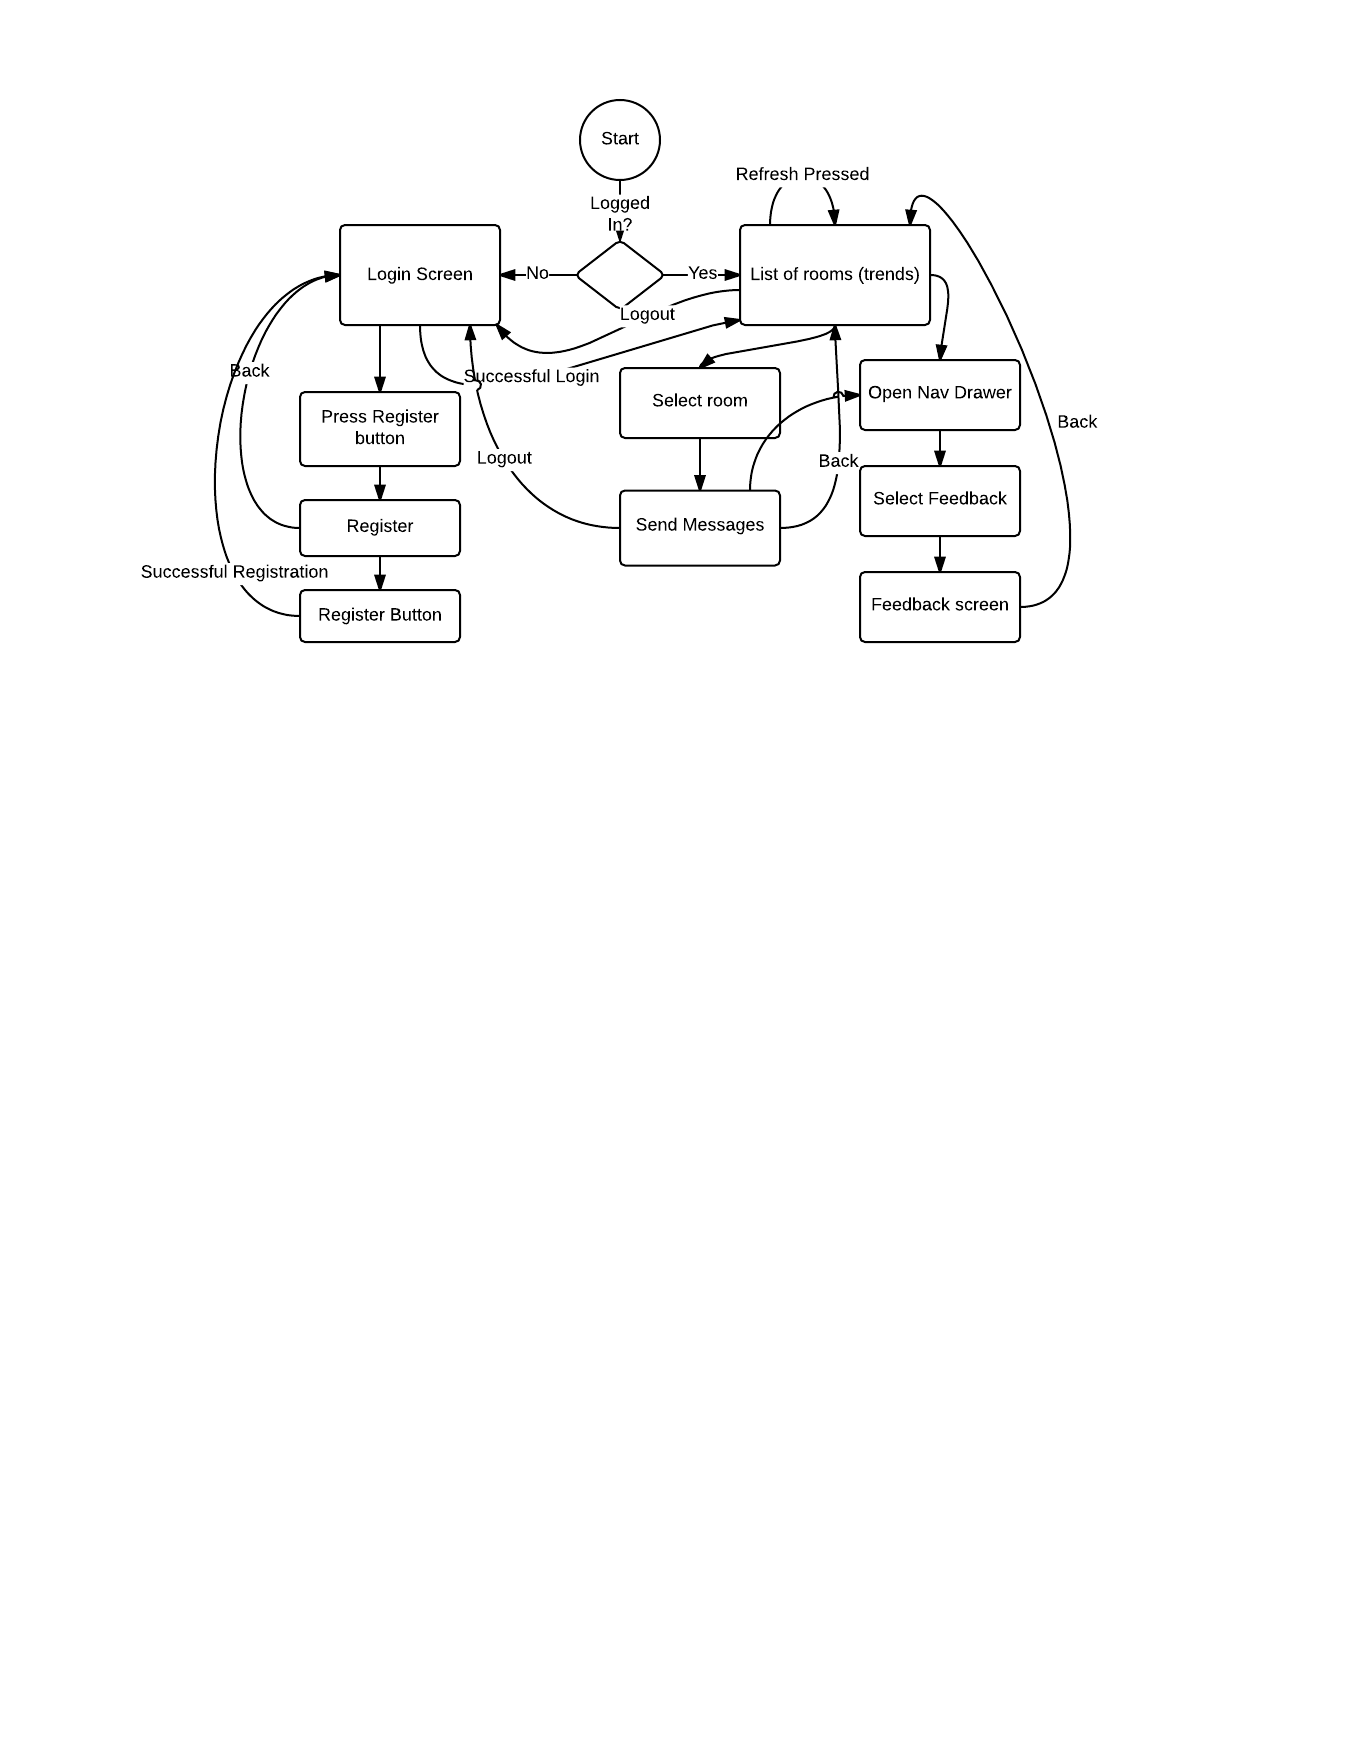 Start
Refresh Pressed
Logged
In?
Login Screen
No
Yes
List of rooms (trends)
Logout
Back
Successful Login
Select room
Open Nav Drawer
Press Register
button
Back
Logout
Back
Select Feedback
Register
Send Messages
Successful Registration
Feedback screen
Register Button